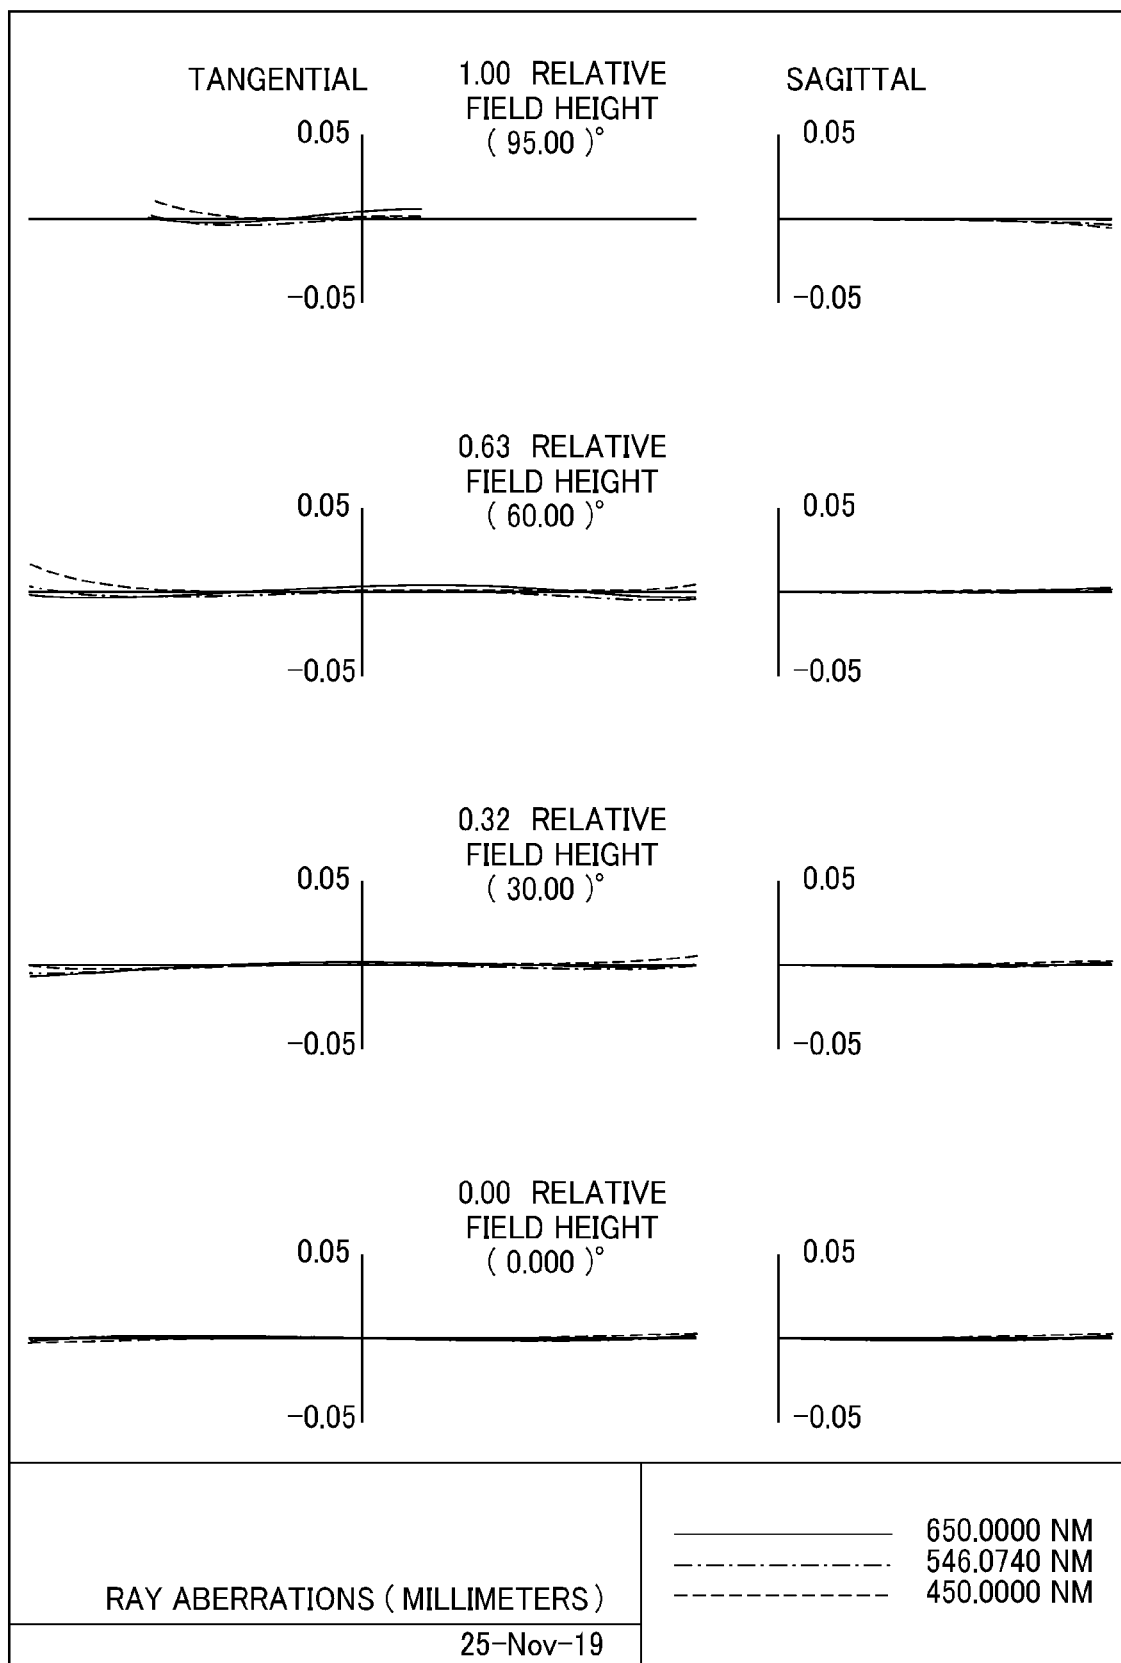 TANGENTIAL
1.00 RELATIVE
FIELD HEIGHT
( 95.00 )°
SAGITTAL
0.05
0.05
-0.05
-0.05
0.63 RELATIVE
FIELD HEIGHT
( 60.00 )°
0.05
0.05
-0.05
-0.05
0.32 RELATIVE
FIELD HEIGHT
( 30.00 )°
0.05
0.05
-0.05
-0.05
0.00 RELATIVE
FIELD HEIGHT
( 0.000 )°
0.05
0.05
-0.05
-0.05
RAY ABERRATIONS ( MILLIMETERS )
25-Nov-19
650.0000 NM
546.0740 NM
450.0000 NM